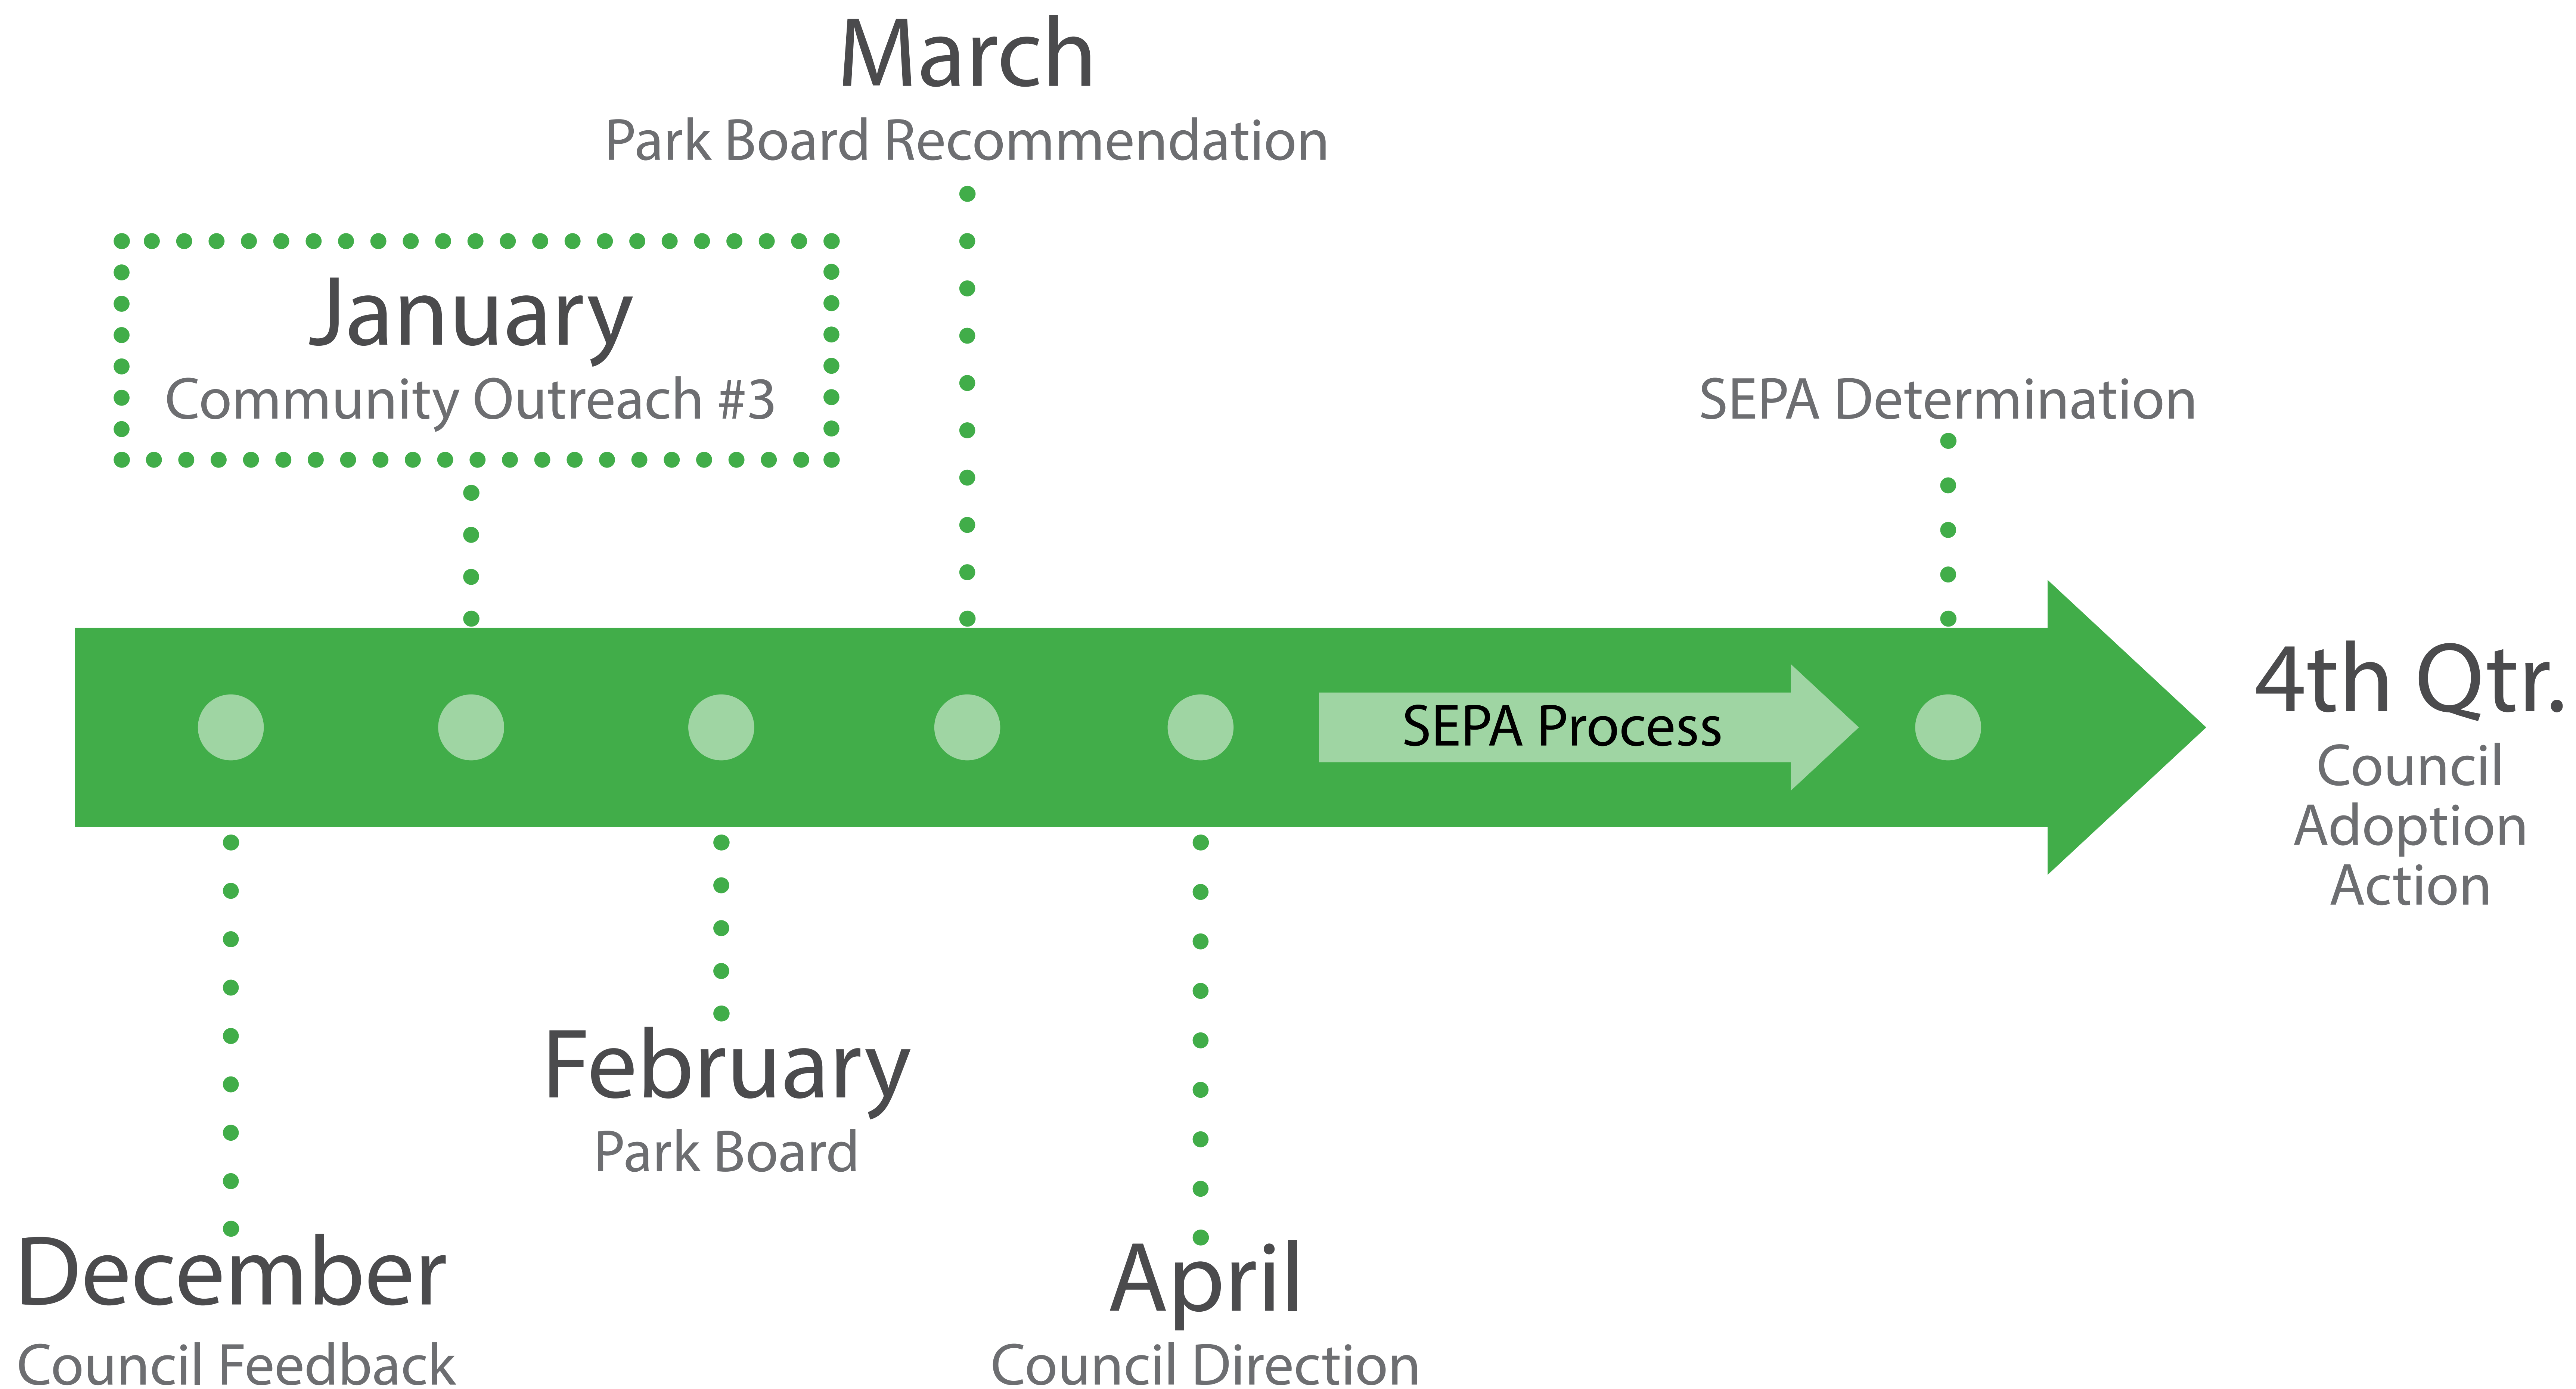 March
Park Board Recommendation
January
Community Outreach #3
SEPA Determination
SEPA Process
4th Qtr.
Council
Adoption
Action
February
Park Board
December
Council Feedback
April
Council Direction